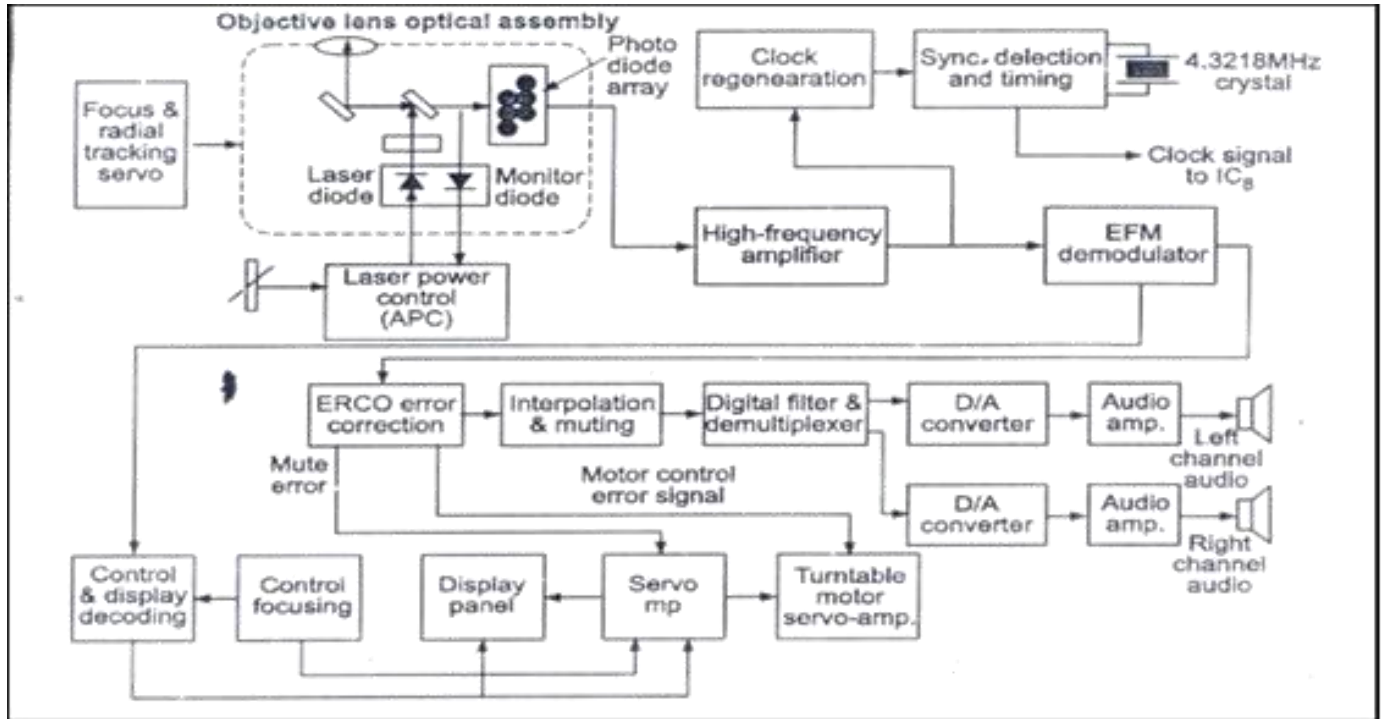 Objective lens optical assembly
Photo
diode
array
Clock
regenearation
Sync. detection
and timing
4.3218MHz
crystal
Focus &
radial
tracking
servo
Laser
diode
Monitor
diode
Clock signal
to IC8
High-frequency
amplifier
EFM
demodulator
Laser power
control
(APC)
ERCO error
correction
Interpolation
& muting
Digital filter &
demultiplexer
D/A
converter
Audio
amp.
Left
channel
audio
Mute
error
Motor control
error signal
D/A
converter
Audio
amp.
Right
channel
audio
Control
& display
decoding
Control
focusing
Display
panel
Servo
mp
Turntable
motor
servo-amp.